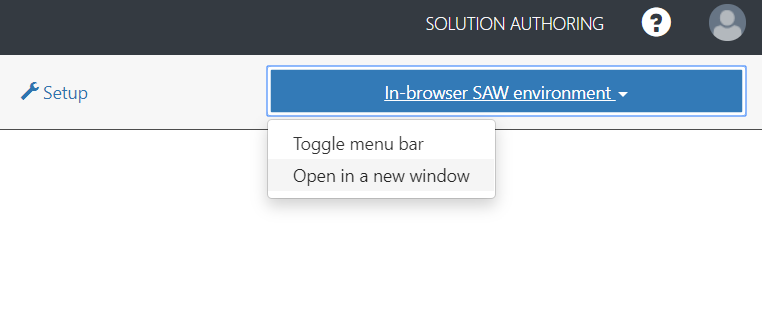 SOLUTION AUTHORING ?
Setup
In-browser SAW environment
Toggle menu bar
Open in a new window